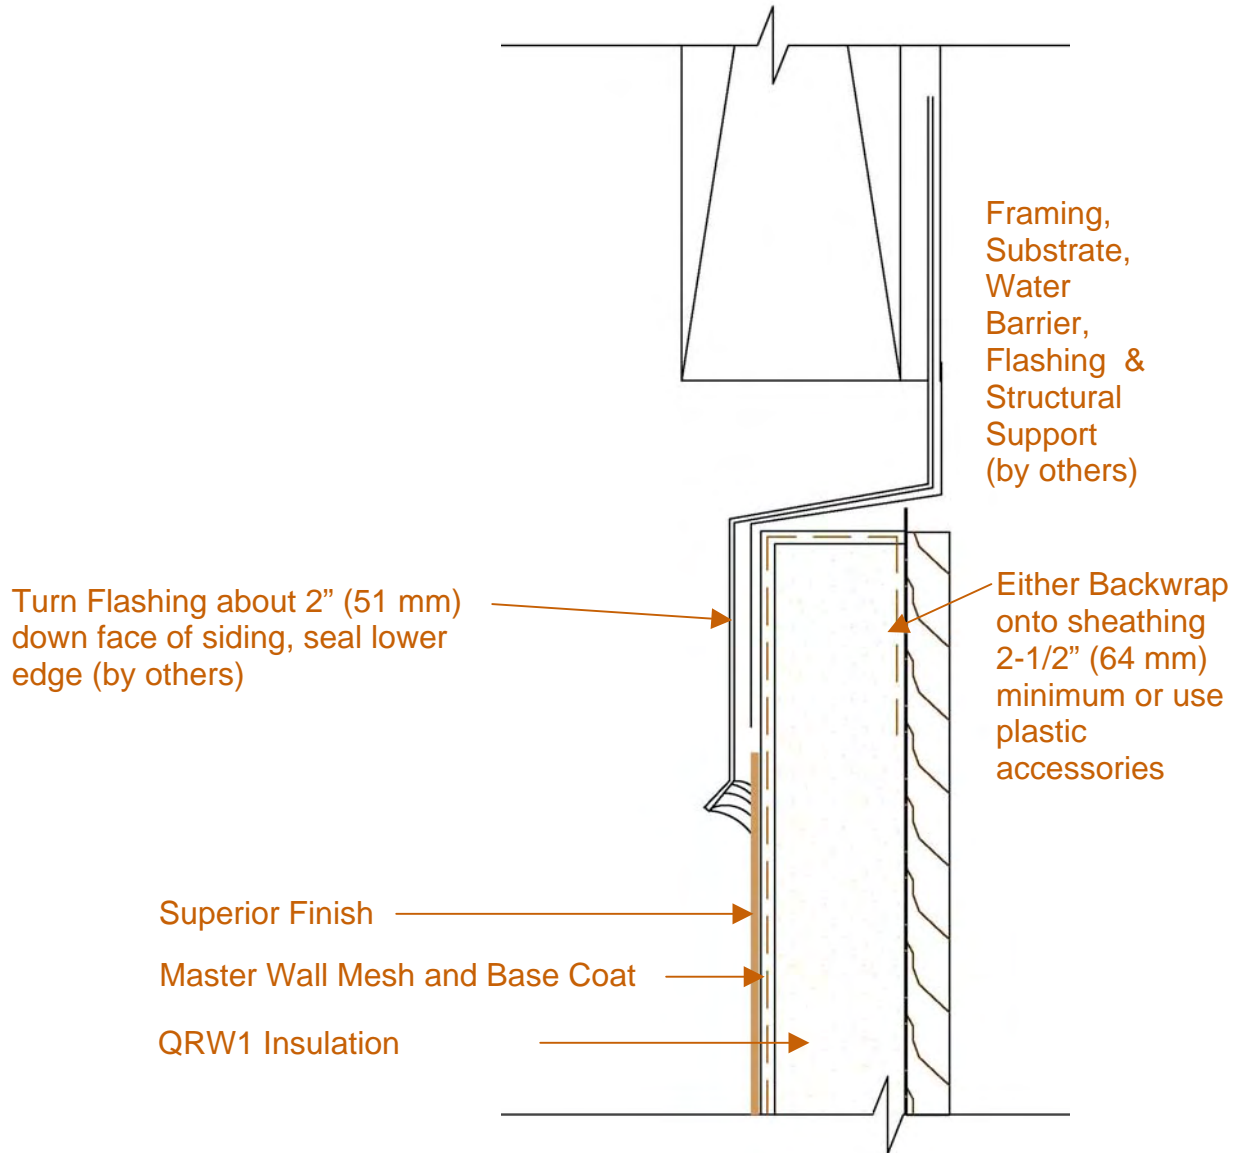 Framing,
Substrate,
Water
Barrier,
Flashing &
Structural
Support
(by others)
Turn Flashing about 2” (51 mm)
down face of siding, seal lower
edge (by others)
Either Backwrap
onto sheathing
2-1/2” (64 mm)
minimum or use
plastic
accessories
Superior Finish
Master Wall Mesh and Base Coat
QRW1 Insulation